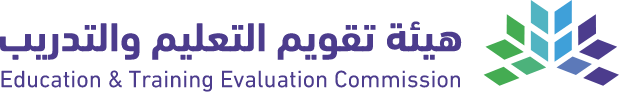 هيئة تقويم التعليم والتدريب
Education & Training Evaluation Commission